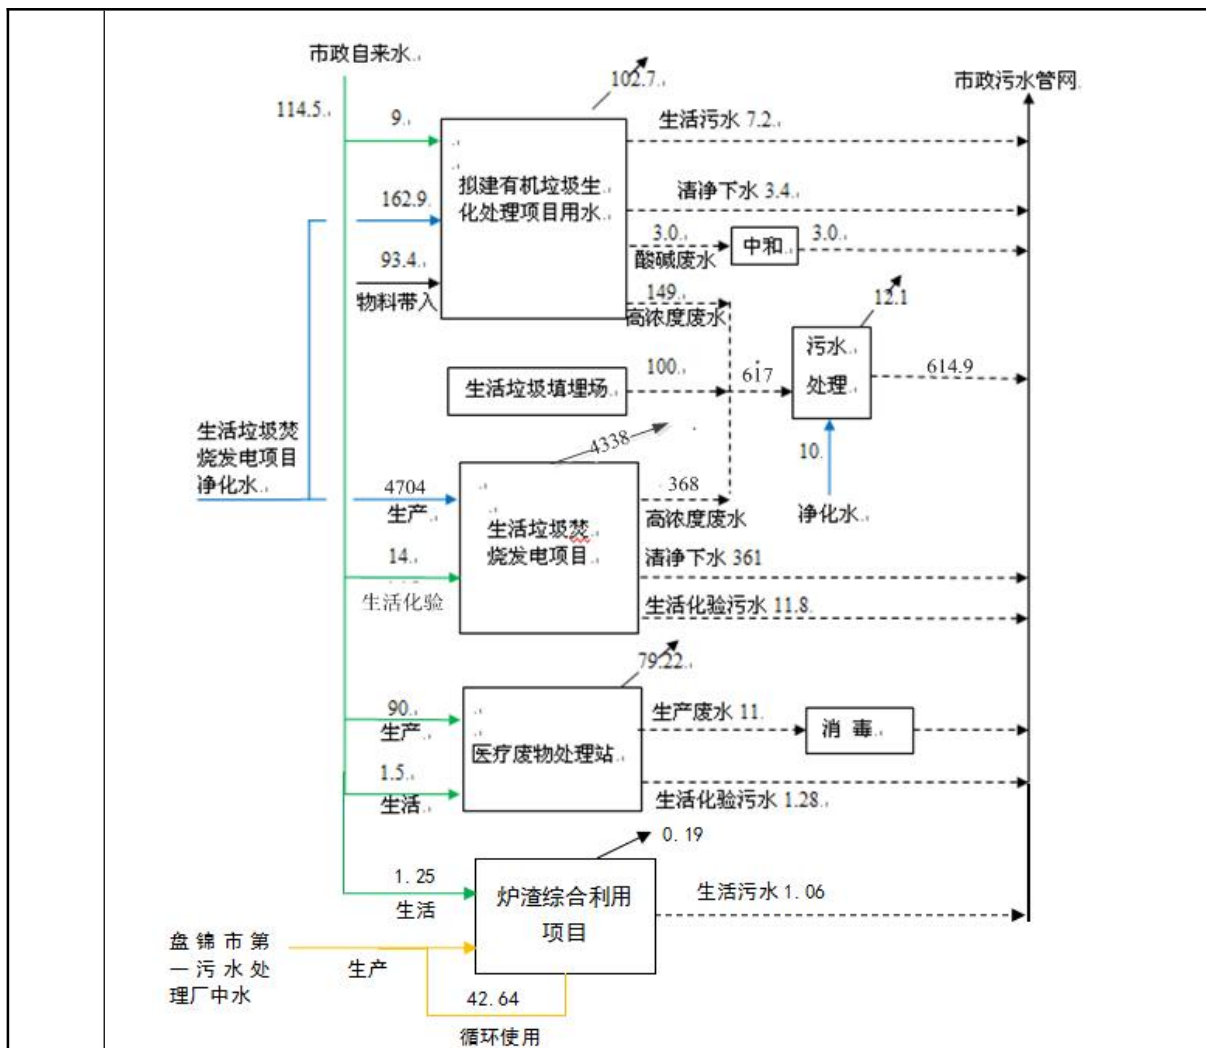 市政自来水
市政污水管网
114.5
9
102.7
生活污水 7.2
拟建有机垃圾生
化处理项目用水
162.9
清净下水 3.4
3.0
酸碱废水
中和
3.0
93.4
物料带入
149
高浓度废水
12.1
污水
处理
生活垃圾填埋场
100
617
614.9
生活垃圾焚
烧发电项目
净化水
4338
10
净化水
4704
生产
368
高浓度废水
生活垃圾焚
烧发电项目
14
生活化验
清净下水 361
生活化验污水 11.8
79.22
90
生产
生产废水 11
消 毒
医疗废物处理站
1.5
生活
生活化验污水 1.28
0.19
1.25
生活
炉渣综合利用
项目
生活污水 1.06
盘锦市第
一污水处
理厂中水
生产
42.64
循环使用